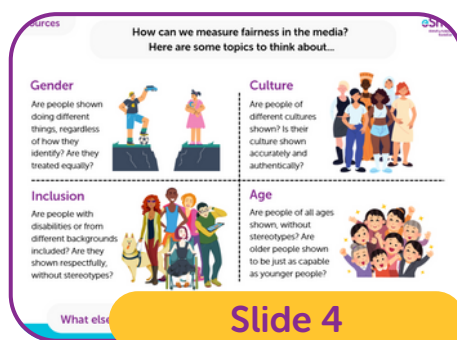 ources
How can we measure fairness in the media?
Here are some topics to think about...
Gender
Are people shown
doing different
things, regardless
of how they
identify? Are they
treated equally?
Culture
Are people of
different cultures
shown? Is their
culture shown
accurately and
authentically?
Inclusion
Are people with
disabilities or from
different backgrounds
included? Are they
shown respectfully,
without stereotypes?
Age
Are people of all ages
shown, without
stereotypes? Are
older people shown
to be just as capable
as younger people?
What else
Slide 4